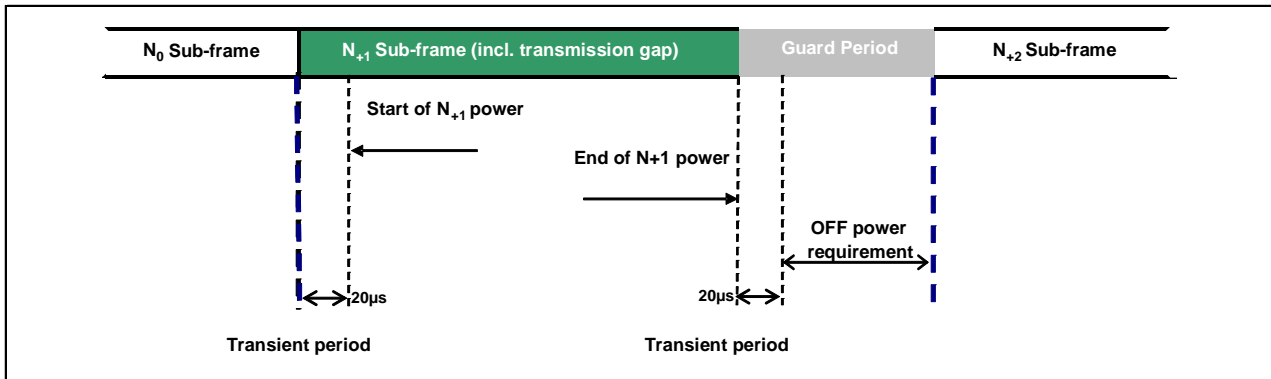 N0 Sub-frame
N+1 Sub-frame (incl. transmission gap)
Guard Period
N+2 Sub-frame
Start of N+1 power
End of N+1 power
OFF power
requirement
20µs
20µs
Transient period
Transient period